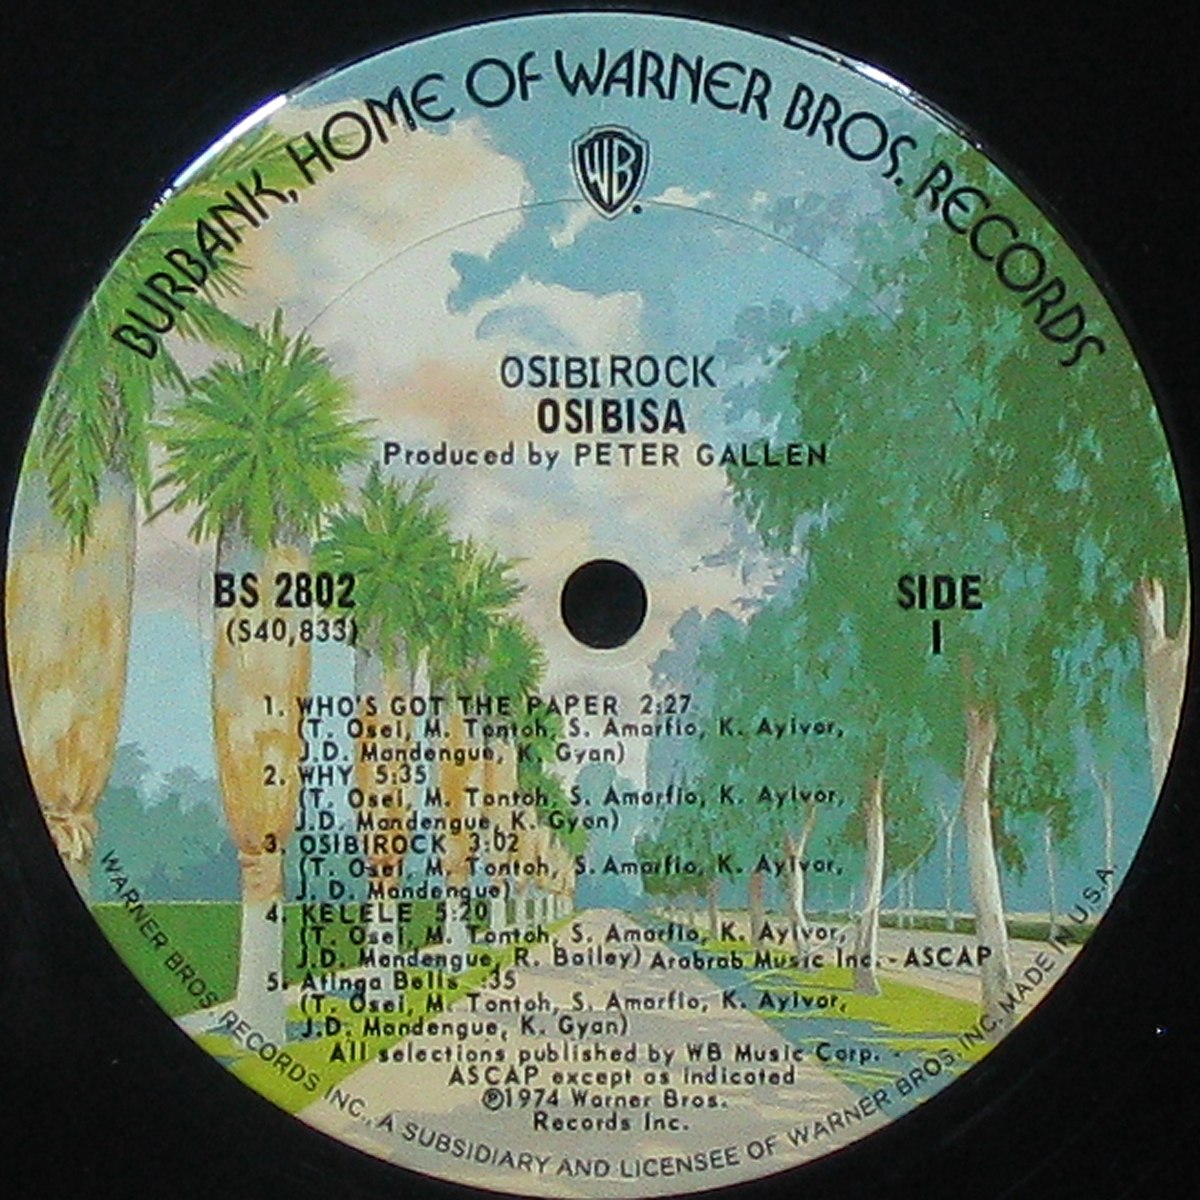 BURBANK, HOME OF WARNER BROS. RECORDS
WB
OSIBIROCK
OSIBISA
Produced by PETER GALLEN
BS 2802
(S40,833)
SIDE
1
1. WHO'S GOT THE PAPER 2:27
(T. Osei, M. Tontoh, S. Amarfio, K. Ayivor,
J.D. Mandengue, K. Gyan)
2. WHY 5:35
(T. Osei, M. Tontoh, S. Amarfio, K. Ayivor,
J.D. Mandengue, K. Gyan)
3. OSIBIROCK 3:02
(T. Osei, M. Tontoh, S. Amarfio, K. Ayivor,
J. D. Mandengue)
4. KELELE 5:20
(T. Osei, M. Tontoh, S. Amarfio, K. Ayivor,
J.D. Mandengue, R. Bailey) Arabrab Music Inc. - ASCAP
5. Atinga Bells :35
(T. Osei, M. Tontoh, S. Amarfio, K. Ayivor,
J.D. Mandengue, K. Gyan)
All selections published by WB Music Corp. -
ASCAP except as indicated
℗1974 Warner Bros.
Records Inc.
WARNER BROS. RECORDS INC., A SUBSIDIARY AND LICENSEE OF WARNER BROS. INC. MADE IN U.S.A.